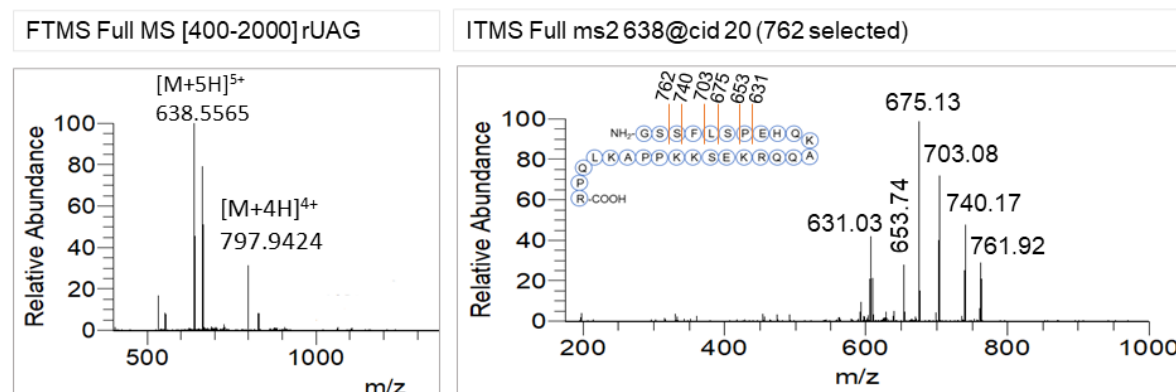 FTMS Full MS [400-2000] rUAG
ITMS Full ms2 638@cid 20 (762 selected)
[M+5H]5+
638.5565
[M+4H]4+
797.9424
Relative Abundance
100
80
60
40
20
0
500
1000
m/z
762
740
703
675
653
631
NH2-GSSFLSPEHQ
K
LKAPPKKSEKRQQA
Q
P
R-COOH
675.13
703.08
740.17
761.92
653.74
631.03
Relative Abundance
100
80
60
40
20
0
200
400
600
800
1000
m/z